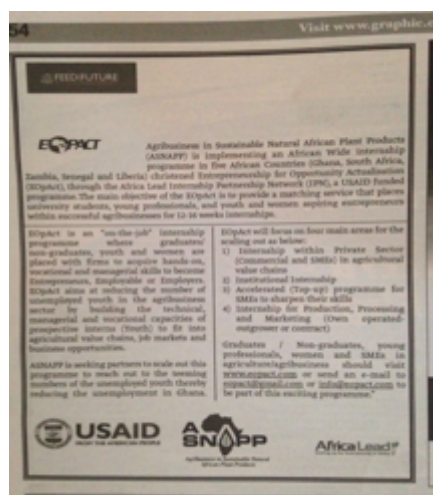 54
Visit www.graphic.c
FEED THE FUTURE
EOPACT
Agribusiness in Sustainable Natural African Plant Products
(ASNAPP) is implementing an African Wide internship
programme in five African Countries (Ghana, South Africa,
Zambia, Senegal and Liberia) christened Entrepreneurship for Opportunity Actualisation
(EOpAct), through the Africa Lead Internship Partnership Network (IPN), a USAID funded
programme. The main objective of the EOpAct is to provide a matching service that places
university students, young professionals, and youth and women aspiring entrepreneurs
within successful agribusinesses for 12-16 weeks internships.
EOpAct is an "on-the-job" internship
programme where graduates/
non-graduates, youth and women are
placed with firms to acquire hands-on,
vocational and managerial skills to become
Entrepreneurs, Employable or Employers.
EOpAct aims at reducing the number of
unemployed youth in the agribusiness
sector by building the technical,
managerial and vocational capacities of
prospective interns (Youth) to fit into
agricultural value chains, job markets and
business opportunities.
ASNAPP is seeking partners to scale out this
programme to reach out to the teeming
numbers of the unemployed youth thereby
reducing the unemployment in Ghana.
EOpAct will focus on four main areas for the
scaling out as below:
1) Internship within Private Sector
(Commercial and SMEs) in agricultural
value chains
2) Institutional Internship
3) Accelerated (Top-up) programme for
SMEs to sharpen their skills
4) Internship for Production, Processing
and Marketing (Own operated-
outgrower or contract)
Graduates / Non-graduates, young
professionals, women and SMEs in
agriculture/agribusiness should visit
www.eopact.com or send an e-mail to
eopact@gmail.com or info@eopact.com to
be part of this exciting programme."
USAID
FROM THE AMERICAN PEOPLE
ASNAPP
Agribusiness in Sustainable Natural
African Plant Products
Africa Lead